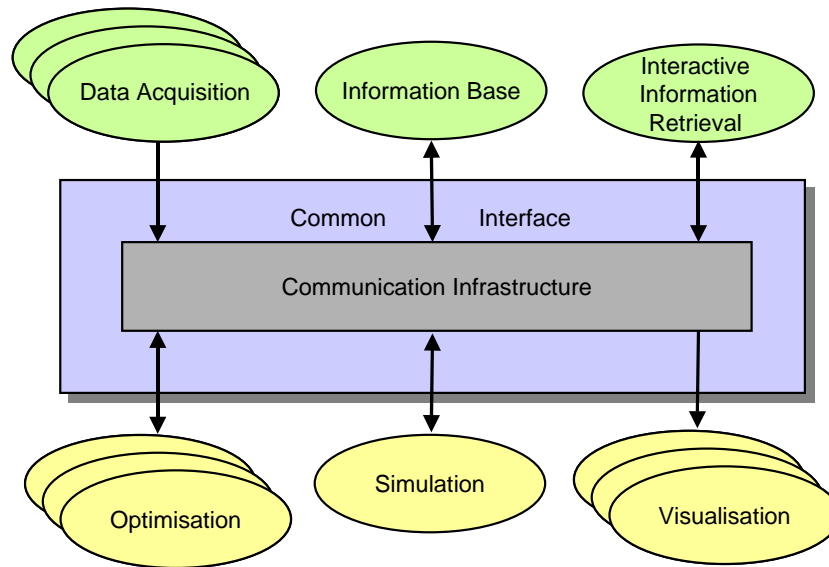 Data Acquisition
Information Base
Interactive
Information
Retrieval
Common Interface
Communication Infrastructure
Optimisation
Simulation
Visualisation